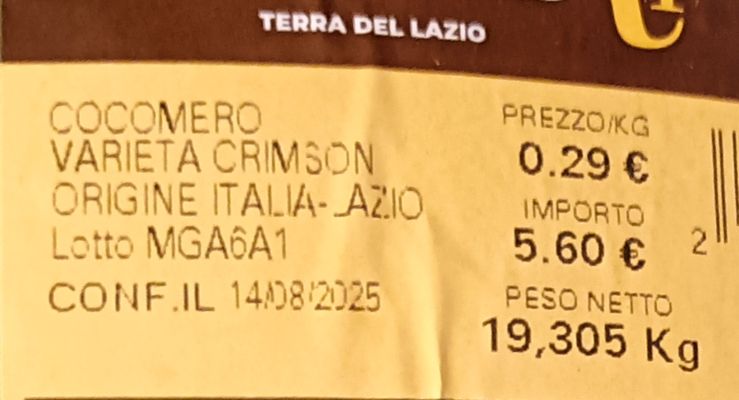 TERRA DEL LAZIO
COCOMERO
VARIETA CRIMSON
ORIGINE ITALIA-LAZIO
Lotto MGA6A1
CONF.IL 14/08/2025
PREZZO/KG
0.29 €
IMPORTO
5.60 €
PESO NETTO
19,305 Kg
2